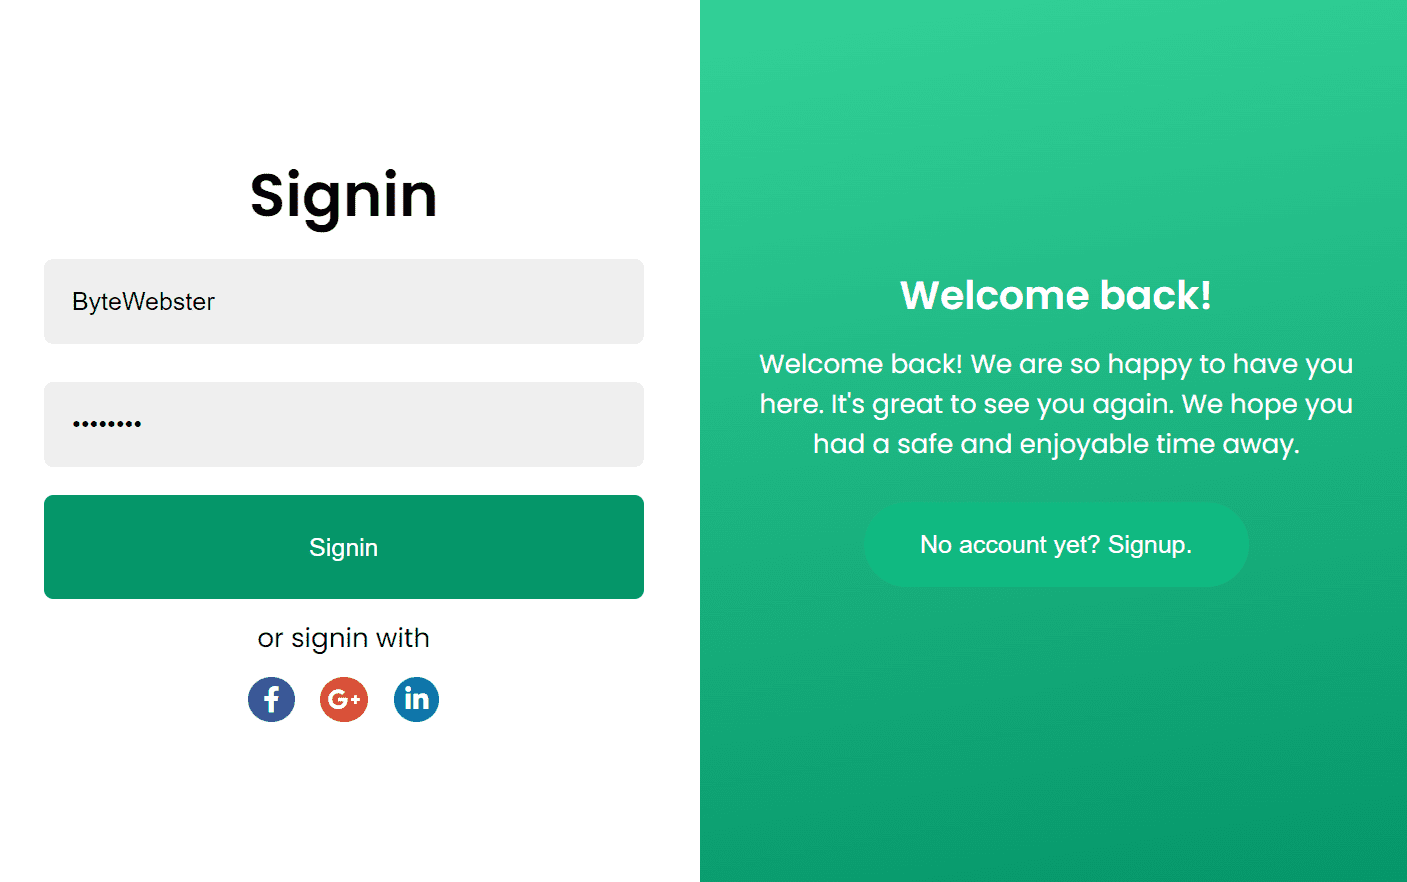 Signin
ByteWebster
••••••••
Signin
or signin with
f
G+
in
Welcome back!
Welcome back! We are so happy to have you
here. It's great to see you again. We hope you
had a safe and enjoyable time away.
No account yet? Signup.